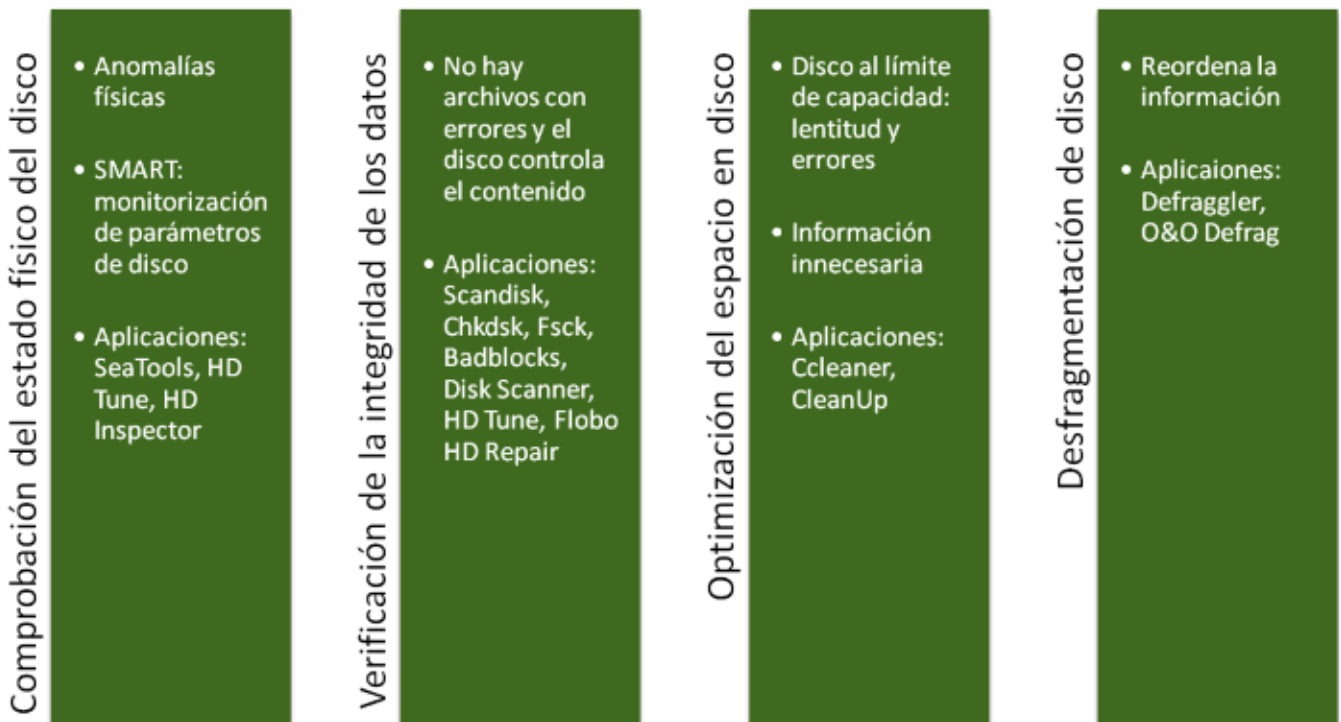 Comprobación del estado físico del disco
• Anomalías
físicas
• SMART:
monitorización
de parámetros
de disco
• Aplicaciones:
SeaTools, HD
Tune, HD
Inspector
Verificación de la integridad de los datos
• No hay
archivos con
errores y el
disco controla
el contenido
• Aplicaciones:
Scandisk,
Chkdsk, Fsck,
Badblocks,
Disk Scanner,
HD Tune, Flobo
HD Repair
Optimización del espacio en disco
• Disco al límite
de capacidad:
lentitud y
errores
• Información
innecesaria
• Aplicaciones:
Ccleaner,
CleanUp
Desfragmentación de disco
• Reordena la
información
• Aplicaiones:
Defraggler,
O&O Defrag